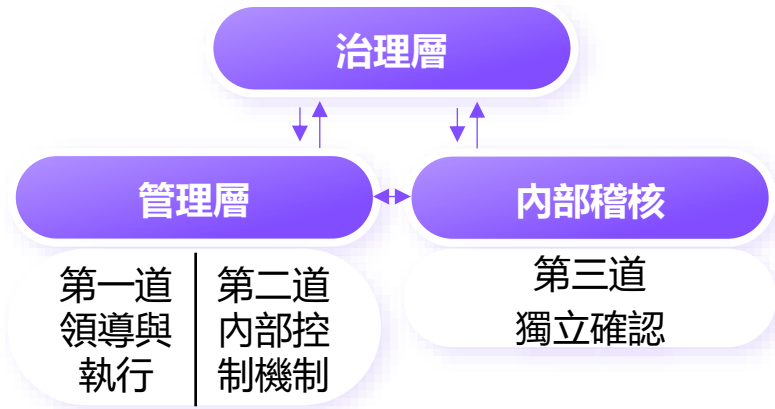 治理層
管理層
內部稽核
第一道
領導與
執行
第二道
內部控
制機制
第三道
獨立確認